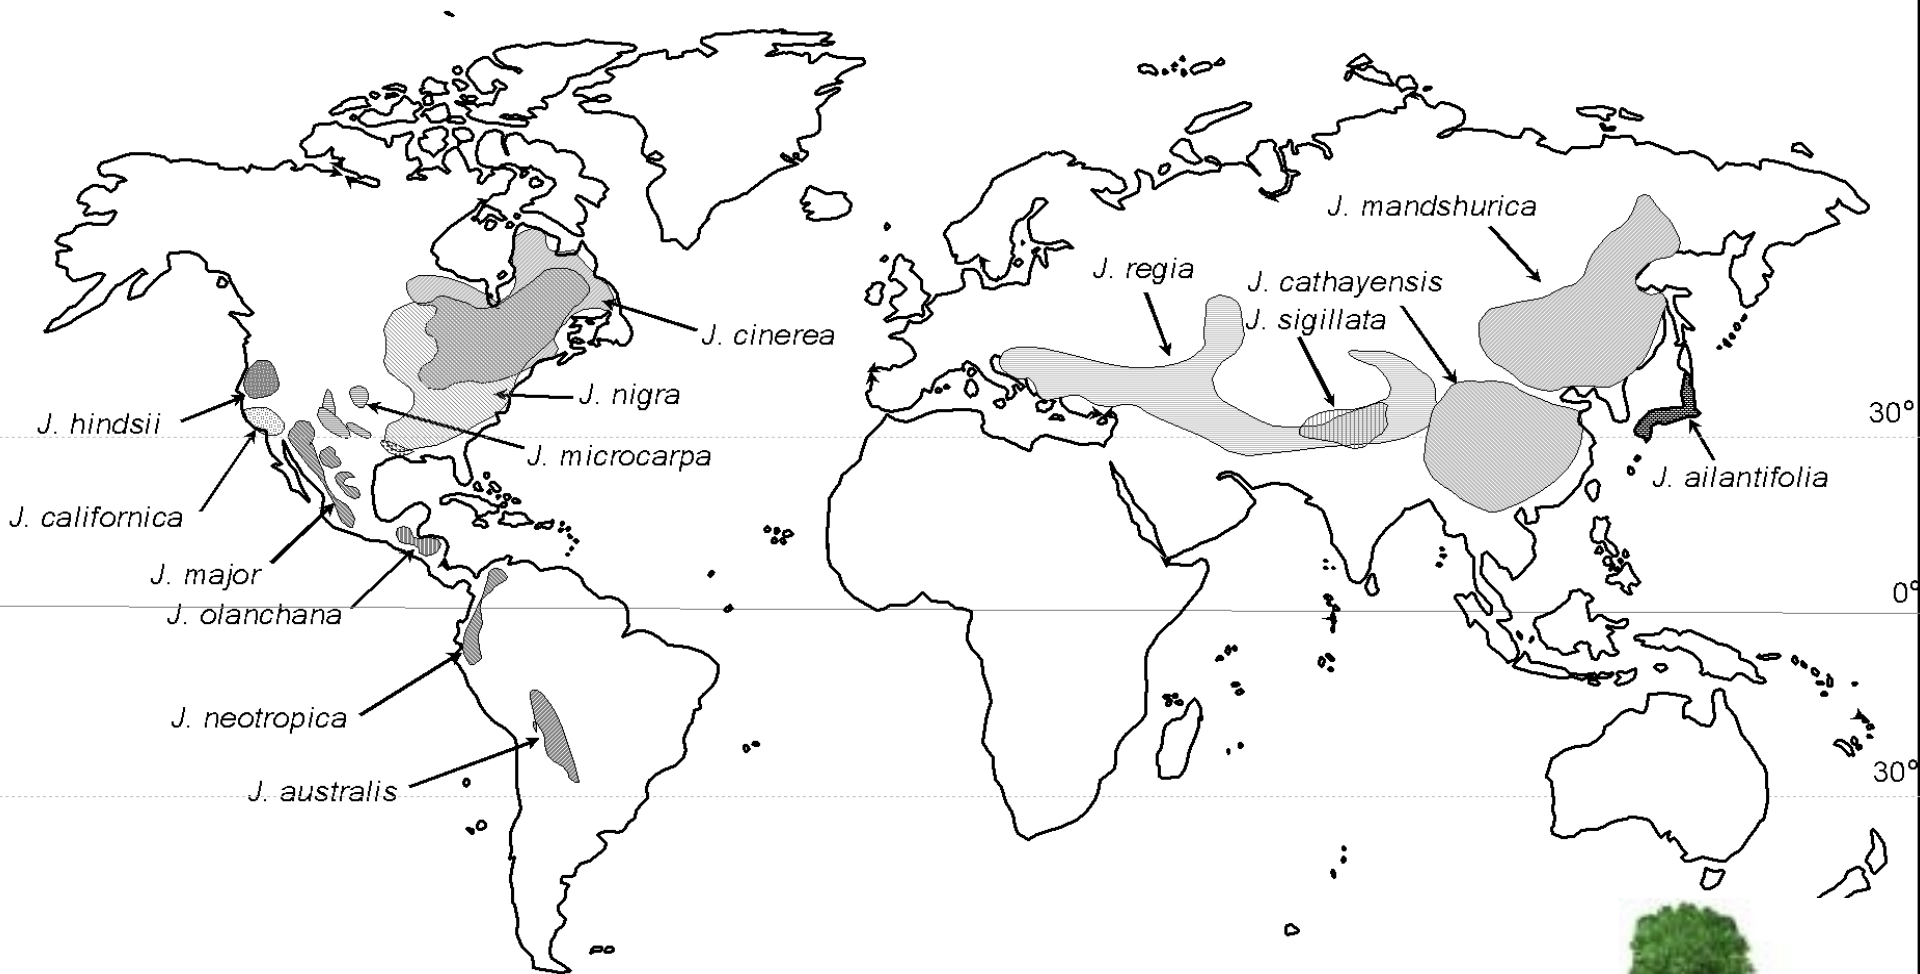 J. mandshurica
J. regia
J. cathayensis
J. sigillata
J. cinerea
J. nigra
J. hindsii
30°
J. microcarpa
J. ailantifolia
J. californica
J. major
0°
J. olanchana
J. neotropica
30°
J. australis